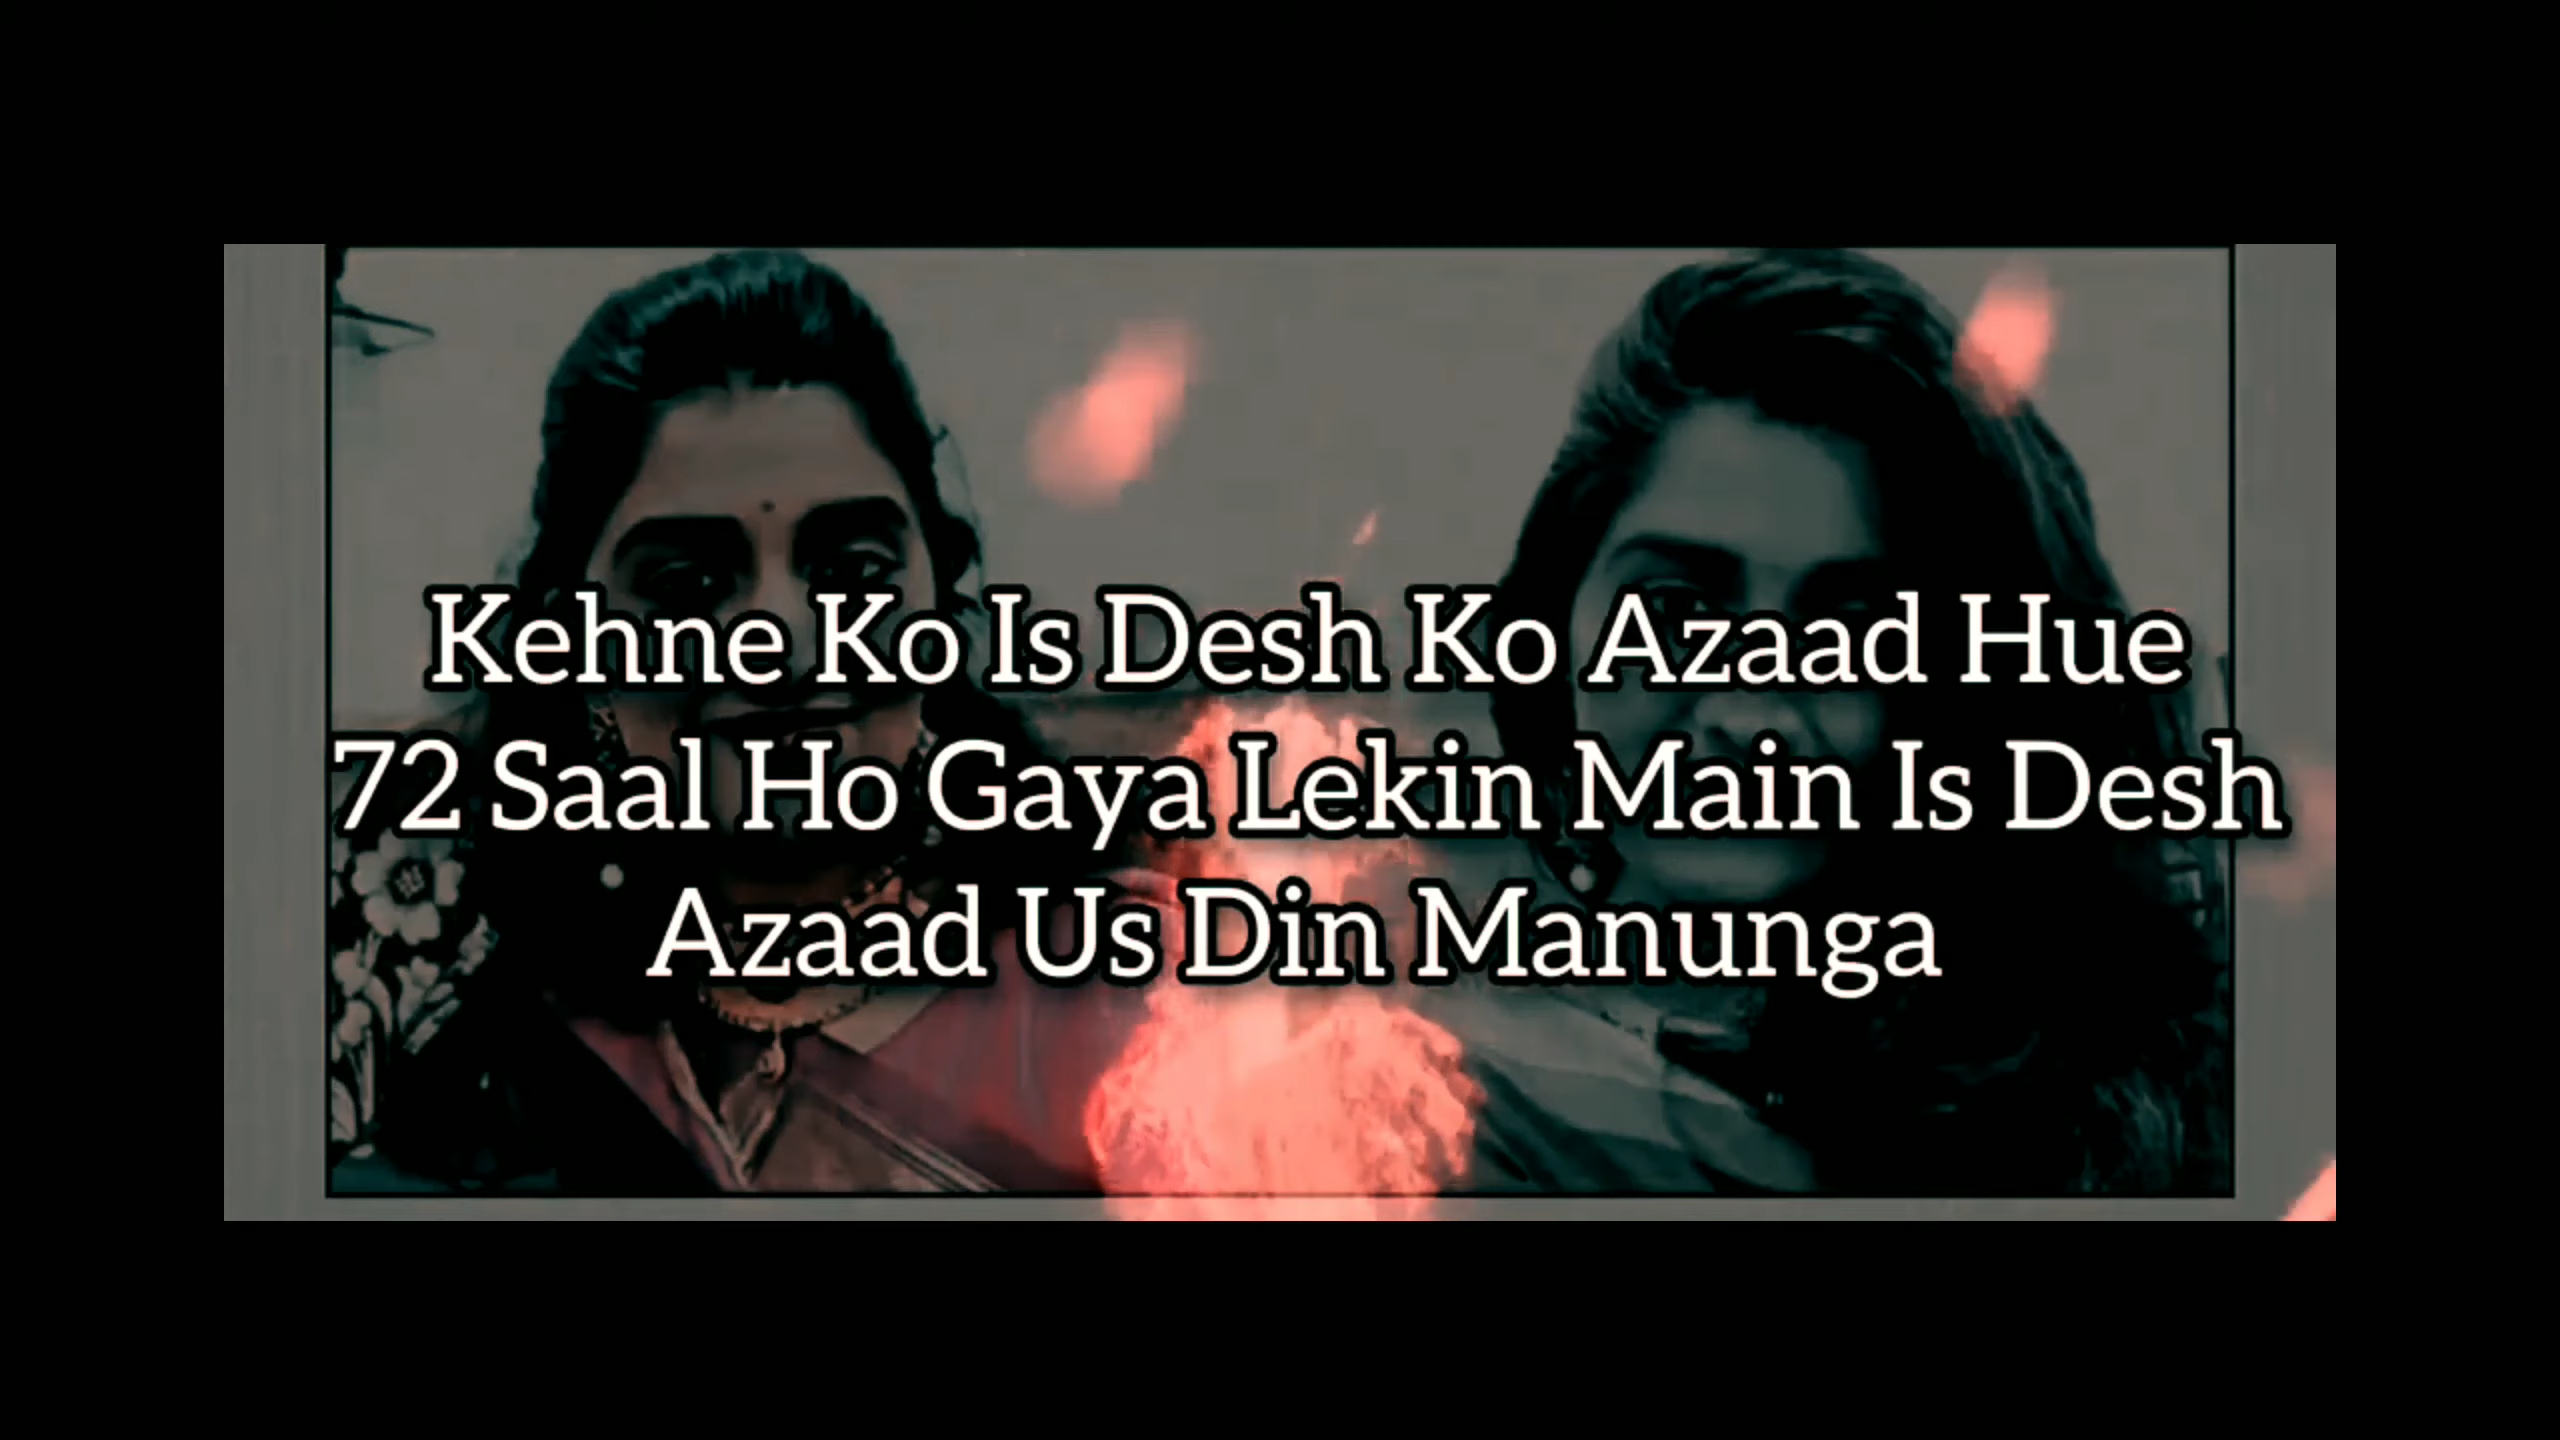 Kehne Ko Is Desh Ko Azaad Hue
72 Saal Ho Gaya Lekin Main Is Desh
Azaad Us Din Manunga